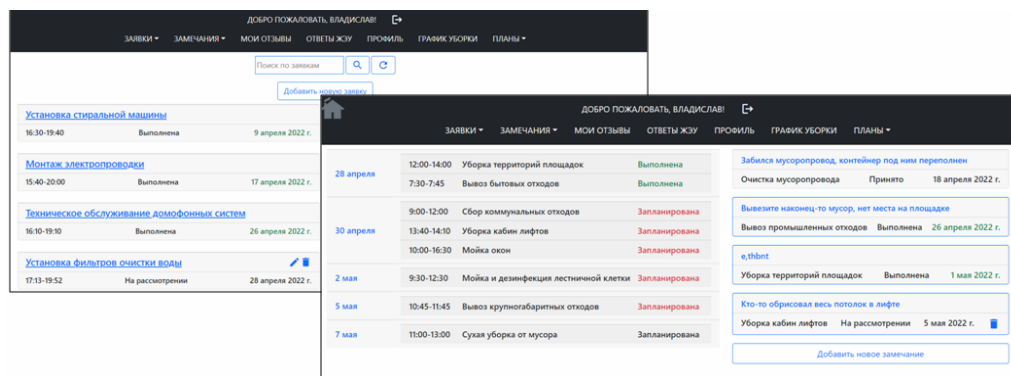 ДОБРО ПОЖАЛОВАТЬ, ВЛАДИСЛАВ!
ЗАЯВКИ ЗАМЕЧАНИЯ МОИ ОТЗЫВЫ ОТВЕТЫ ЖЭУ ПРОФИЛЬ ГРАФИК УБОРКИ ПЛАНЫ
Поиск по заявкам
Добавить новую заявку
Установка стиральной машины
16:30-19:40 Выполнена 9 апреля 2022 г.
Монтаж электропроводки
15:40-20:00 Выполнена 17 апреля 2022 г.
Техническое обслуживание домофонных систем
16:10-19:10 Выполнена 26 апреля 2022 г.
Установка фильтров очистки воды
17:13-19:52 На рассмотрении 28 апреля 2022 г.
ДОБРО ПОЖАЛОВАТЬ, ВЛАДИСЛАВ!
ЗАЯВКИ ЗАМЕЧАНИЯ МОИ ОТЗЫВЫ ОТВЕТЫ ЖЭУ ПРОФИЛЬ ГРАФИК УБОРКИ ПЛАНЫ
28 апреля
12:00-14:00 Уборка территорий площадок Выполнена
7:30-7:45 Вывоз бытовых отходов Выполнена
30 апреля
9:00-12:00 Сбор коммунальных отходов Запланирована
13:40-14:10 Уборка кабин лифтов Запланирована
10:00-16:30 Мойка окон Запланирована
2 мая 9:30-12:30 Мойка и дезинфекция лестничной клетки Запланирована
5 мая 10:45-11:45 Вывоз крупногабаритных отходов Запланирована
7 мая 11:00-13:00 Сухая уборка от мусора Запланирована
Забился мусоропровод, контейнер под ним переполнен
Очистка мусоропровода Принято 18 апреля 2022 г.
Вывезите наконец-то мусор, нет места на площадке
Вывоз промышленных отходов Выполнена 26 апреля 2022 г.
e,thbnt
Уборка территорий площадок Выполнена 1 мая 2022 г.
Кто-то обрисовал весь потолок в лифте
Уборка кабин лифтов На рассмотрении 5 мая 2022 г.
Добавить новое замечание